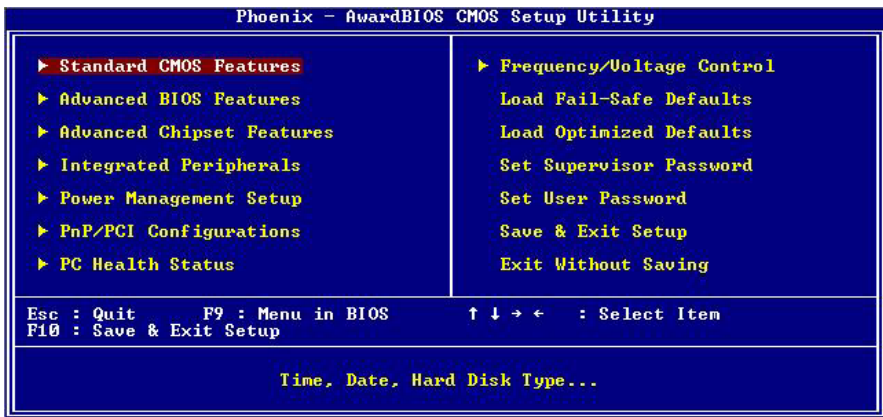 Phoenix - AwardBIOS CMOS Setup Utility
▶ Standard CMOS Features
▶ Advanced BIOS Features
▶ Advanced Chipset Features
▶ Integrated Peripherals
▶ Power Management Setup
▶ PnP/PCI Configurations
▶ PC Health Status
▶ Frequency/Voltage Control
Load Fail-Safe Defaults
Load Optimized Defaults
Set Supervisor Password
Set User Password
Save & Exit Setup
Exit Without Saving
Esc : Quit F9 : Menu in BIOS ↑ ↓ → ← : Select Item
F10 : Save & Exit Setup
Time, Date, Hard Disk Type...